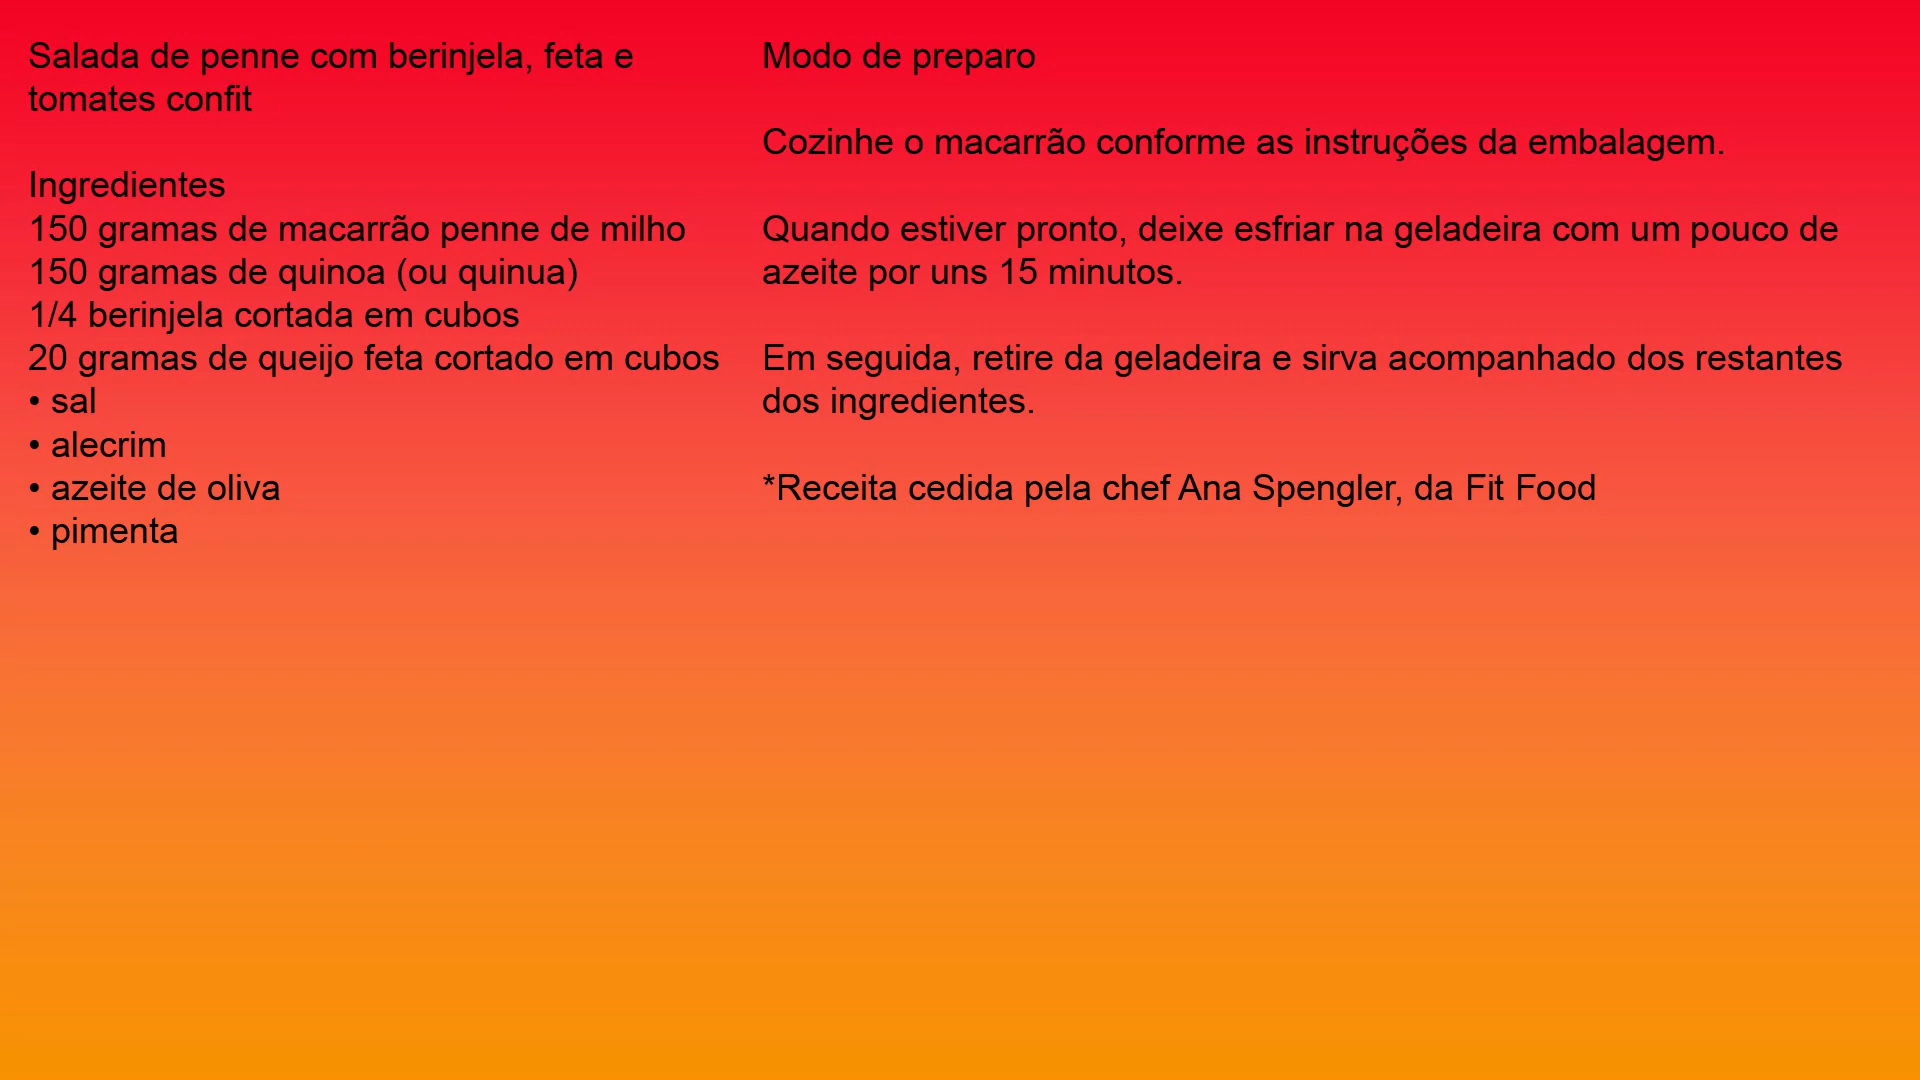 Salada de penne com berinjela, feta e
tomates confit
Ingredientes
150 gramas de macarrão penne de milho
150 gramas de quinoa (ou quinua)
1/4 berinjela cortada em cubos
20 gramas de queijo feta cortado em cubos
• sal
• alecrim
• azeite de oliva
• pimenta
Modo de preparo
Cozinhe o macarrão conforme as instruções da embalagem.
Quando estiver pronto, deixe esfriar na geladeira com um pouco de
azeite por uns 15 minutos.
Em seguida, retire da geladeira e sirva acompanhado dos restantes
dos ingredientes.
*Receita cedida pela chef Ana Spengler, da Fit Food